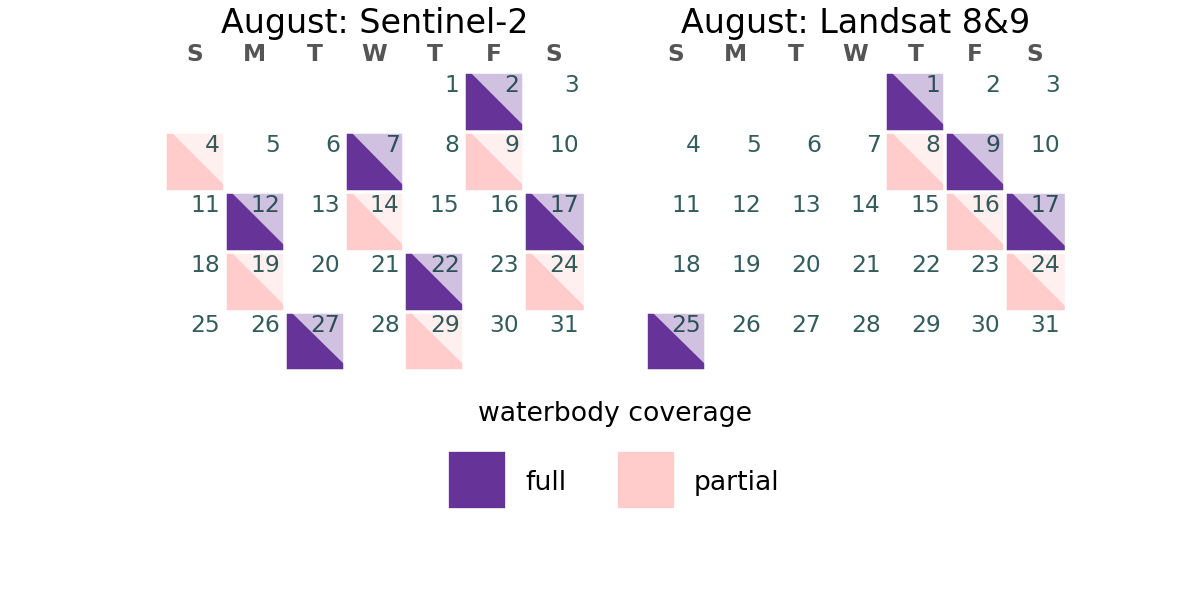 August: Sentinel-2
S M T W T F S
1 2 3
4 5 6 7 8 9 10
11 12 13 14 15 16 17
18 19 20 21 22 23 24
25 26 27 28 29 30 31
August: Landsat 8&9
S M T W T F S
1 2 3
4 5 6 7 8 9 10
11 12 13 14 15 16 17
18 19 20 21 22 23 24
25 26 27 28 29 30 31
waterbody coverage
full
partial